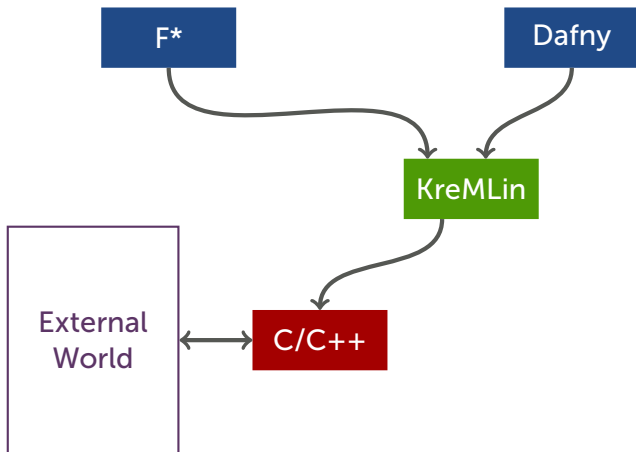 F*
Dafny
KreMLin
External
World
C/C++